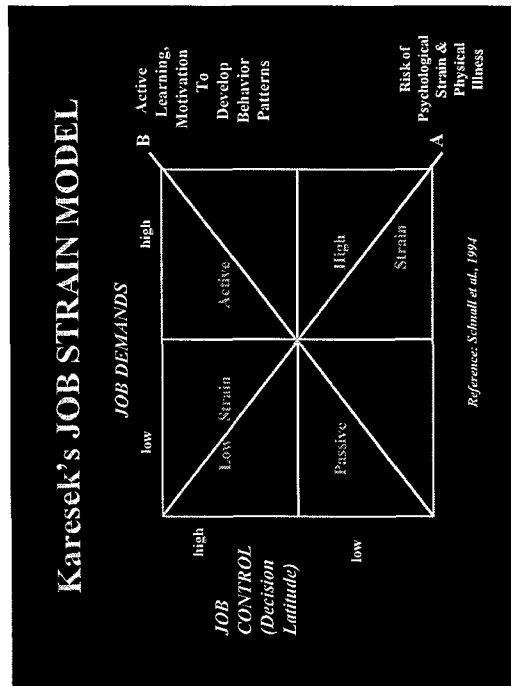 Karesek's JOB STRAIN MODEL
JOB DEMANDS
low
high
B
Active
Learning,
Motivation
To
Develop
Behavior
Patterns
JOB
CONTROL
(Decision
Latitude)
high
low
Low Strain
Active
Passive
High
Strain
A
Risk of
Psychological
Strain &
Physical
Illness
Reference: Schnall et al., 1994